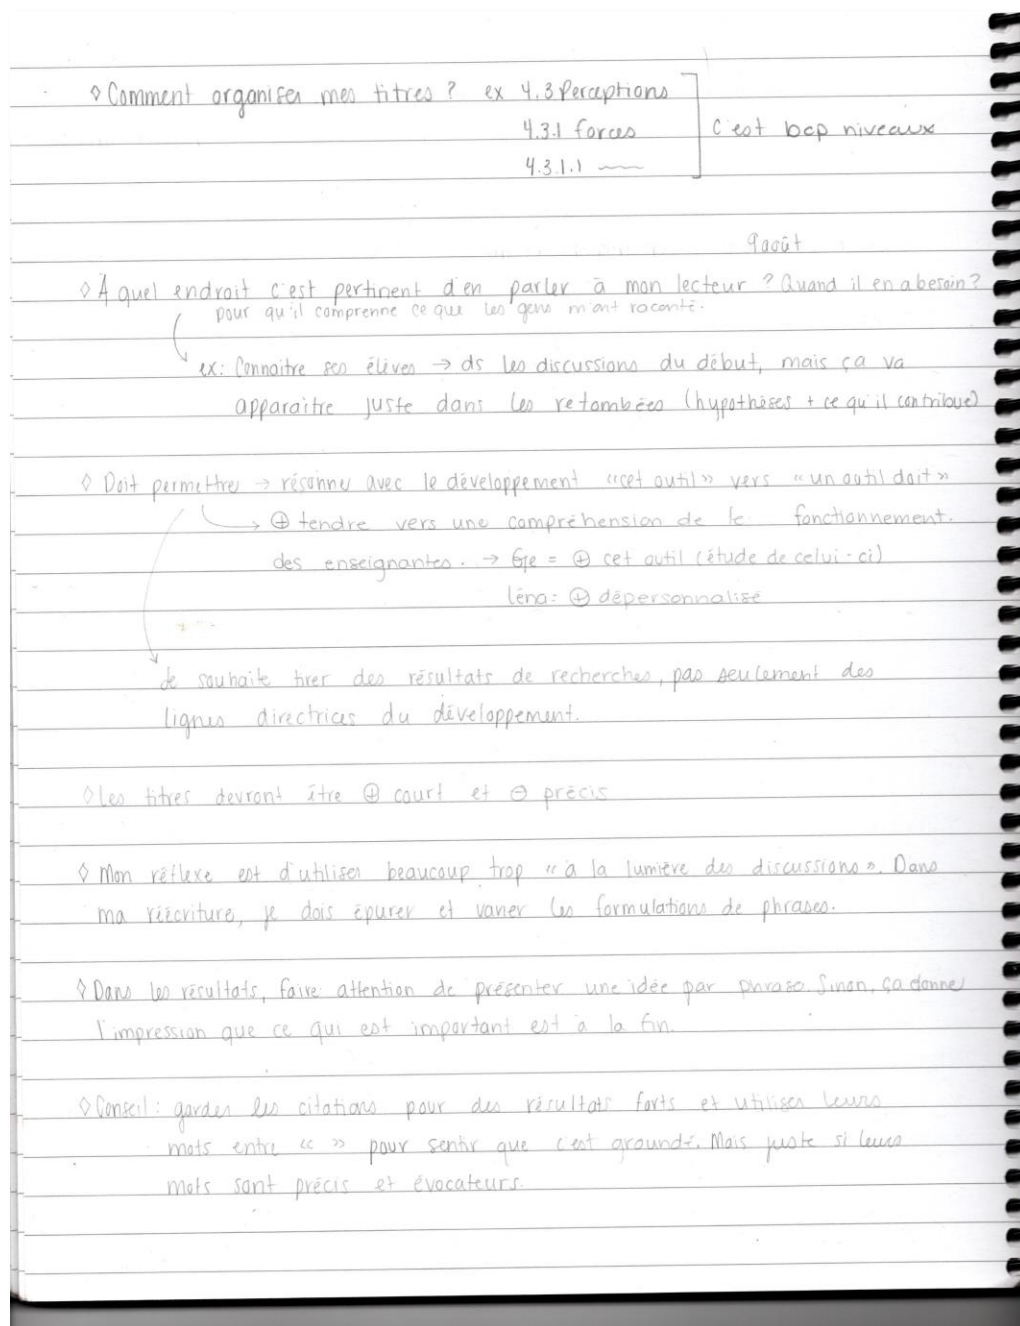 ◊ Comment organiser mes titres ? ex 4.3 Perceptions
4.3.1 forces
c'est bcp niveaux
4.3.1.1
9 août
◊ À quel endroit c'est pertinent d'en parler à mon lecteur ? Quand il en a besoin ?
pour qu'il comprenne ce que les gens m'ont raconté.
ex: Connaitre ses élèves → ds les discussions du début, mais ça va
apparaitre juste dans les retombées (hypothèses + ce qu'il contribue)
◊ Doit permettre → résonne avec le développement «cet outil» vers « un outil doit »
→ ⊕ tendre vers une compréhension de le fonctionnement.
des enseignantes. → = ⊕ cet outil (étude de celui-ci)
Léna: ⊕ dépersonnalisé
Je souhaite tirer des résultats de recherches, pas seulement des
lignes directrices du développement.
◊ Les titres devront être ⊕ court et ⊖ précis
◊ Mon réflexe est d'utiliser beaucoup trop « à la lumière des discussions ». Dans
ma réécriture, je dois épurer et varier les formulations de phrases.
◊ Dans les résultats, faire attention de présenter une idée par phrase. Sinon, ça donne
l'impression que ce qui est important est à la fin.
◊ Conseil : garder les citations pour des résultats forts et utiliser leurs
mots entre « » pour sentir que c'est groundé. Mais juste si leurs
mots sont précis et évocateurs.